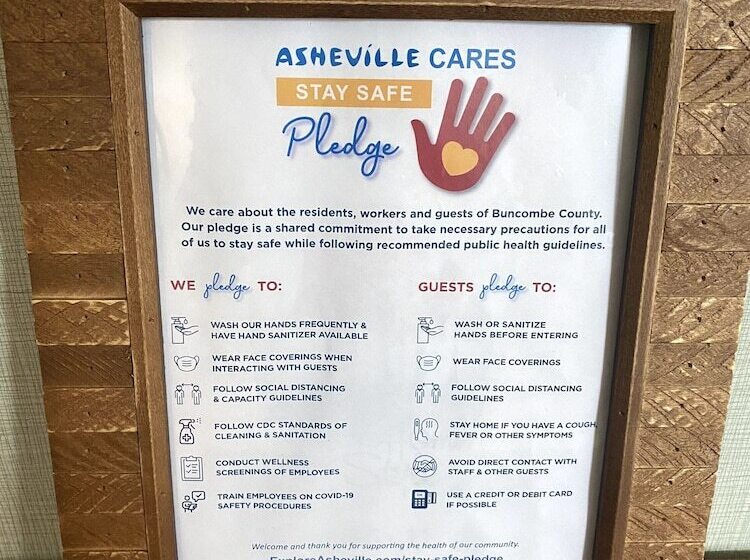 ASHEVILLE CARES
STAY SAFE
Pledge
We care about the residents, workers and guests of Buncombe County.
Our pledge is a shared commitment to take necessary precautions for all
of us to stay safe while following recommended public health guidelines.
WE pledge TO:
WASH OUR HANDS FREQUENTLY &
HAVE HAND SANITIZER AVAILABLE
WEAR FACE COVERINGS WHEN
INTERACTING WITH GUESTS
FOLLOW SOCIAL DISTANCING
& CAPACITY GUIDELINES
FOLLOW CDC STANDARDS OF
CLEANING & SANITATION
CONDUCT WELLNESS
SCREENINGS OF EMPLOYEES
TRAIN EMPLOYEES ON COVID-19
SAFETY PROCEDURES
GUESTS pledge TO:
WASH OR SANITIZE
HANDS BEFORE ENTERING
WEAR FACE COVERINGS
FOLLOW SOCIAL DISTANCING
GUIDELINES
STAY HOME IF YOU HAVE A COUGH,
FEVER OR OTHER SYMPTOMS
AVOID DIRECT CONTACT WITH
STAFF & OTHER GUESTS
USE A CREDIT OR DEBIT CARD
IF POSSIBLE
Welcome and thank you for supporting the health of our community.
ExploreAsheville.com/stay-safe-pledge